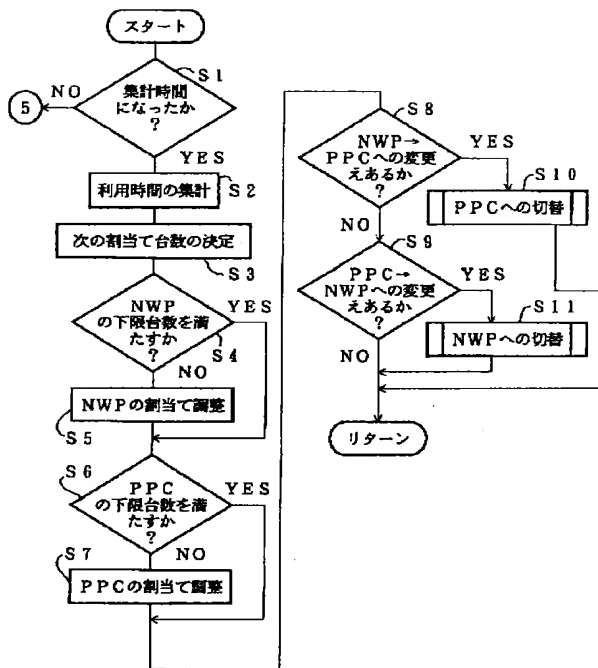 スタート
S1
集計時間
になったか
?
NO
5
YES
利用時間の集計
S2
次の割当て台数の決定
S3
NWP
の下限台数を満
たすか
?
YES
S4
NO
NWPの割当て調整
S5
S6
PPC
の下限台数を満
たすか
?
YES
S7
NO
PPCの割当て調整
S8
NWP→
PPCへの変更
えあるか
?
YES
S10
PPCへの切替
NO
S9
PPC→
NWPへの変更
えあるか
?
YES
S11
NWPへの切替
NO
リターン